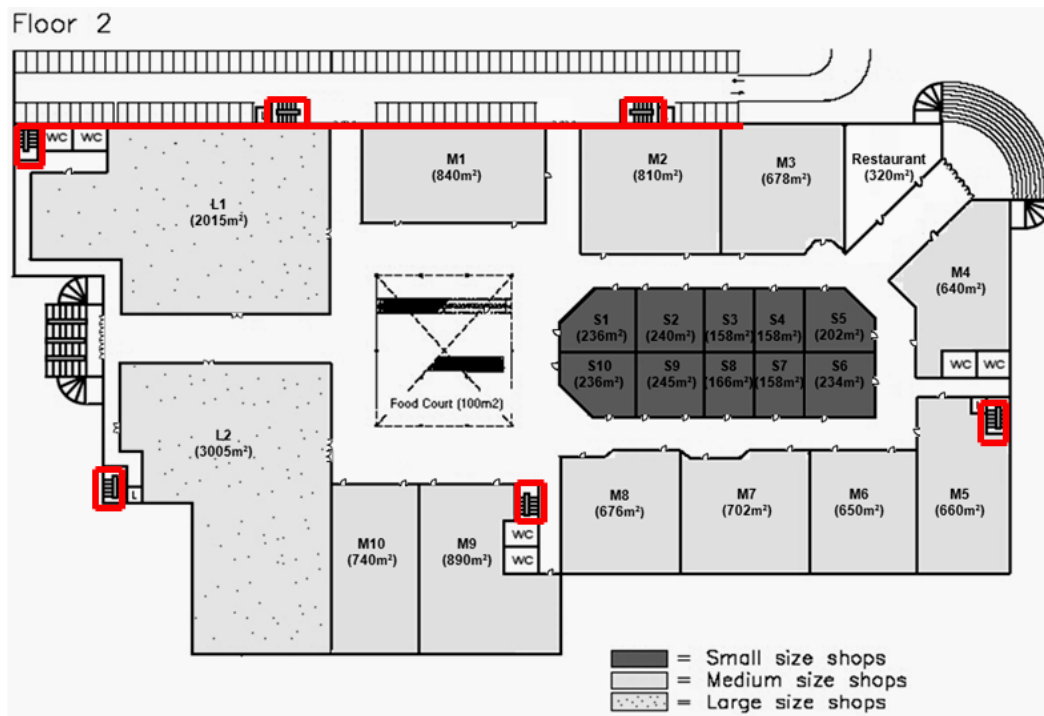 Floor 2
WC WC
L
L
M1
(840m²)
M2
(810m²)
M3
(678m²)
Restaurant
(320m²)
L1
(2015m²)
M4
(640m²)
S1
(236m²)
S2
(240m²)
S3
(158m²)
S4
(158m²)
S5
(202m²)
S10
(236m²)
S9
(245m²)
S8
(166m²)
S7
(158m²)
S6
(234m²)
WC WC
Food Court (100m2)
L2
(3005m²)
L
M8
(676m²)
M7
(702m²)
M6
(650m²)
M5
(660m²)
M10
(740m²)
M9
(890m²)
WC
WC
= Small size shops
= Medium size shops
= Large size shops